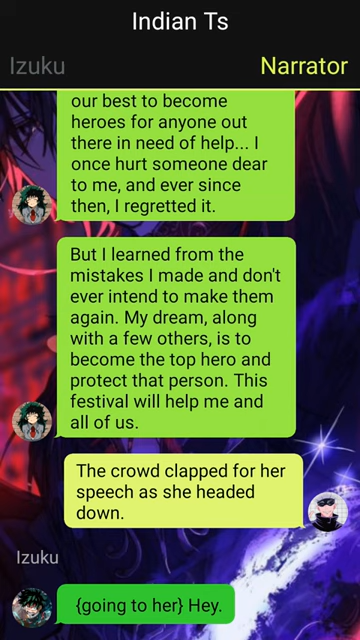 Indian Ts
Izuku
Narrator
our best to become
heroes for anyone out
there in need of help... I
once hurt someone dear
to me, and ever since
then, I regretted it.
But I learned from the
mistakes I made and don't
ever intend to make them
again. My dream, along
with a few others, is to
become the top hero and
protect that person. This
festival will help me and
all of us.
The crowd clapped for her
speech as she headed
down.
Izuku
{going to her} Hey.